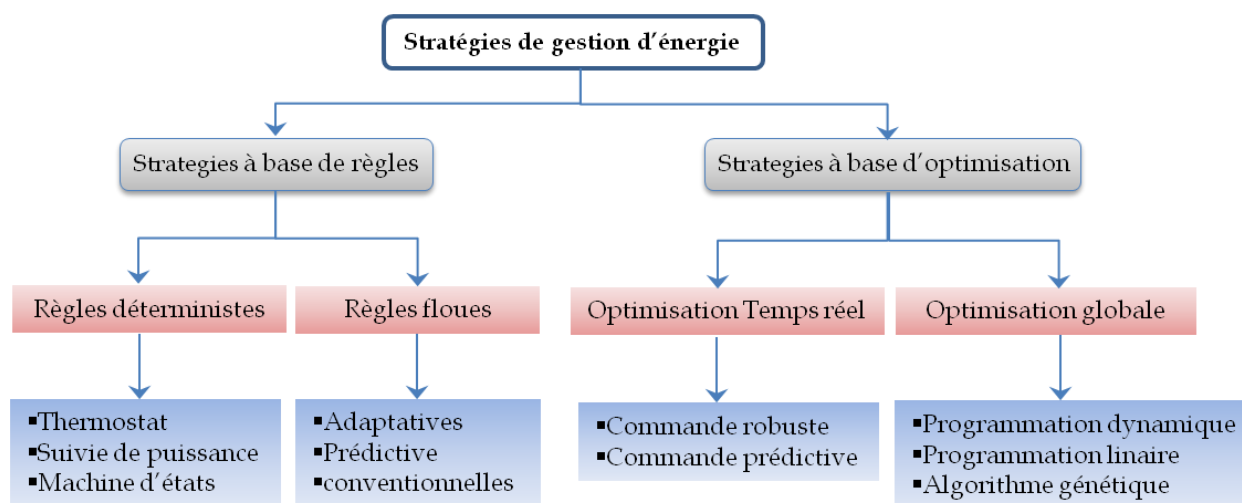 Stratégies de gestion d'énergie
Strategies à base de règles
Strategies à base d'optimisation
Règles déterministes
Règles floues
Optimisation Temps réel
Optimisation globale
▪Thermostat
▪Suivie de puissance
▪Machine d'états
▪Adaptatives
▪Prédictive
▪conventionnelles
▪Commande robuste
▪Commande prédictive
▪Programmation dynamique
▪Programmation linaire
▪Algorithme génétique